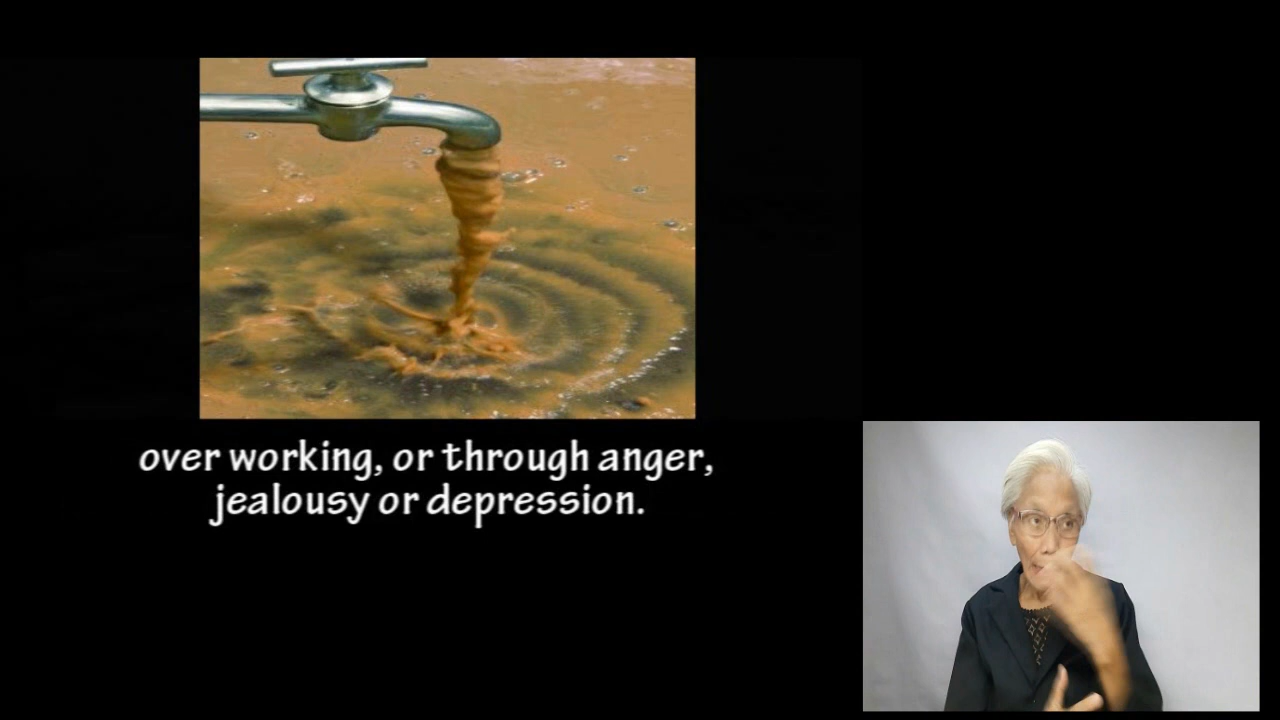 over working, or through anger,
jealousy or depression.